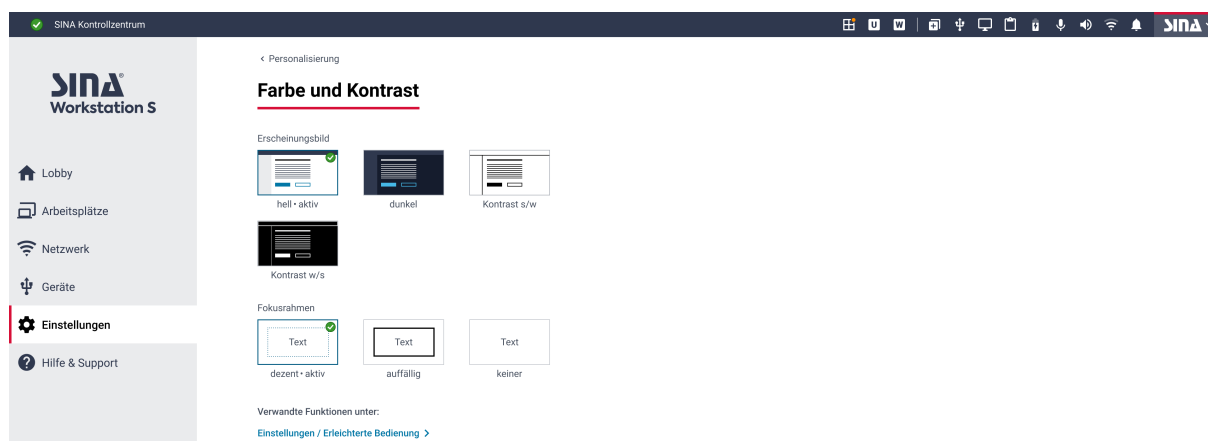 SINA Kontrollzentrum
U W
SINA
SINA
Workstation S
Lobby
Arbeitsplätze
Netzwerk
Geräte
Einstellungen
Hilfe & Support
Personalisierung
Farbe und Kontrast
Erscheinungsbild
hell • aktiv dunkel Kontrast s/w
Kontrast w/s
Fokusrahmen
Text Text Text
dezent • aktiv auffällig keiner
Verwandte Funktionen unter:
Einstellungen / Erleichterte Bedienung